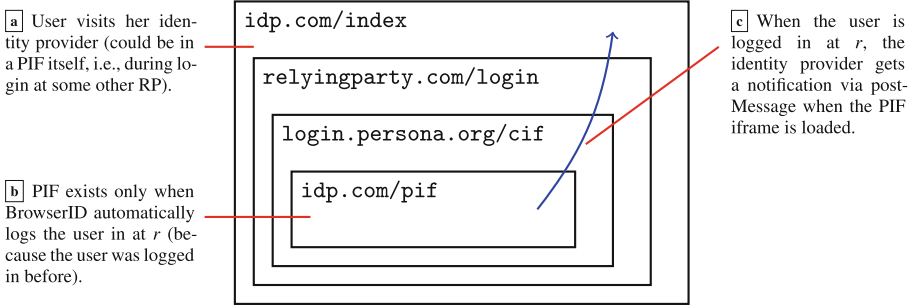 a User visits her iden-
tity provider (could be in
a PIF itself, i.e., during lo-
gin at some other RP).
b PIF exists only when
BrowserID automatically
logs the user in at r (be-
cause the user was logged
in before).
idp.com/index
relyingparty.com/login
login.persona.org/cif
idp.com/pif
c When the user is
logged in at r, the
identity provider gets
a notification via post-
Message when the PIF
iframe is loaded.